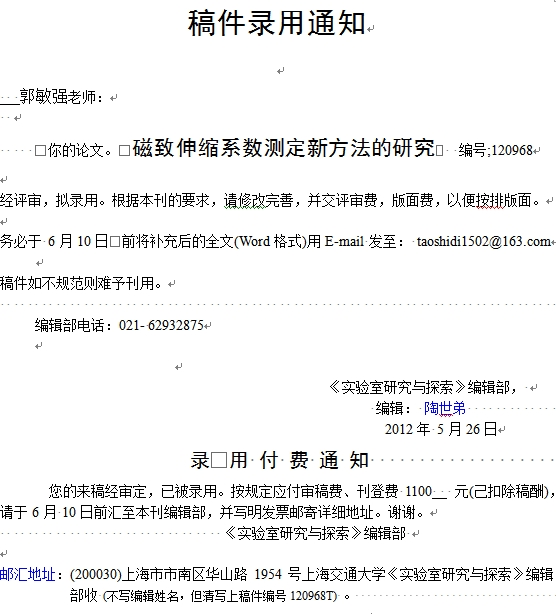 稿件录用通知
郭敏强老师：
□你的论文。□磁致伸缩系数测定新方法的研究□ 编号;120968
经评审，拟录用。根据本刊的要求，请修改完善，并交评审费，版面费，以便按排版面。
务必于 6 月 10 日□前将补充后的全文(Word 格式)用 E-mail 发至： taoshidi1502@163.com
稿件如不规范则难予刊用。
编辑部电话：021- 62932875
《实验室研究与探索》编辑部，
编辑： 陶世弟
2012 年 5 月 26 日
录□用 付 费 通 知
您的来稿经审定，已被录用。按规定应付审稿费、刊登费 1100__ 元(己扣除稿酬)，
请于 6 月 10 日前汇至本刊编辑部，并写明发票邮寄详细地址。谢谢。
《实验室研究与探索》编辑部
邮汇地址：(200030)上海市市南区华山路 1954 号上海交通大学《实验室研究与探索》编辑
部收 (不写编辑姓名，但清写上稿件编号 120968T) 。